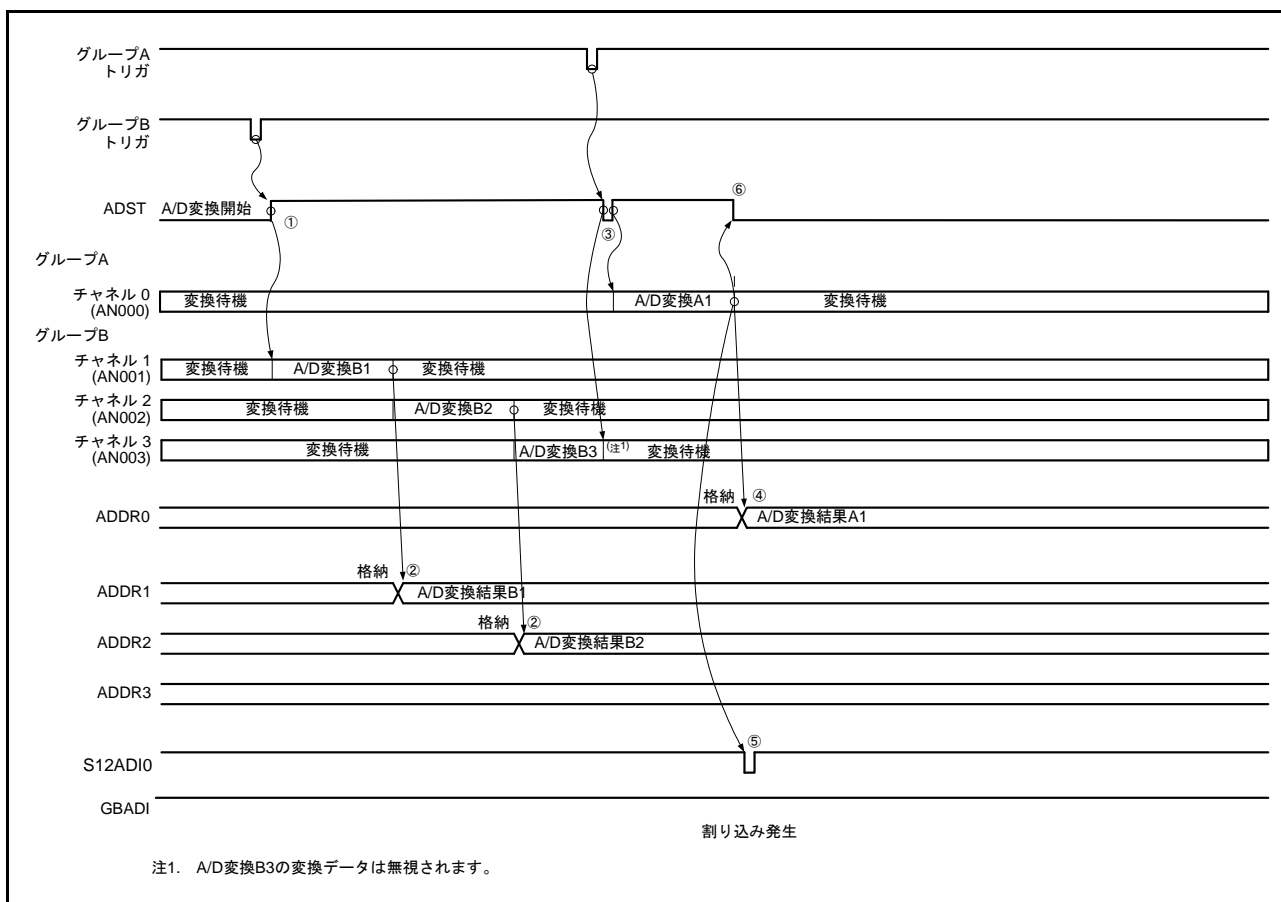 グループA
トリガ
グループB
トリガ
ADST A/D変換開始 ① ③ ⑥
グループA
チャネル 0
(AN000)
変換待機 A/D変換A1 変換待機
グループB
チャネル 1
(AN001)
変換待機 A/D変換B1 変換待機
チャネル 2
(AN002)
変換待機 A/D変換B2 変換待機
チャネル 3
(AN003)
変換待機 A/D変換B3 (注1) 変換待機
格納 ④
ADDR0 A/D変換結果A1
格納 ②
ADDR1 A/D変換結果B1
格納 ②
ADDR2 A/D変換結果B2
ADDR3
⑤
S12ADI0
GBADI
割り込み発生
注1. A/D変換B3の変換データは無視されます。